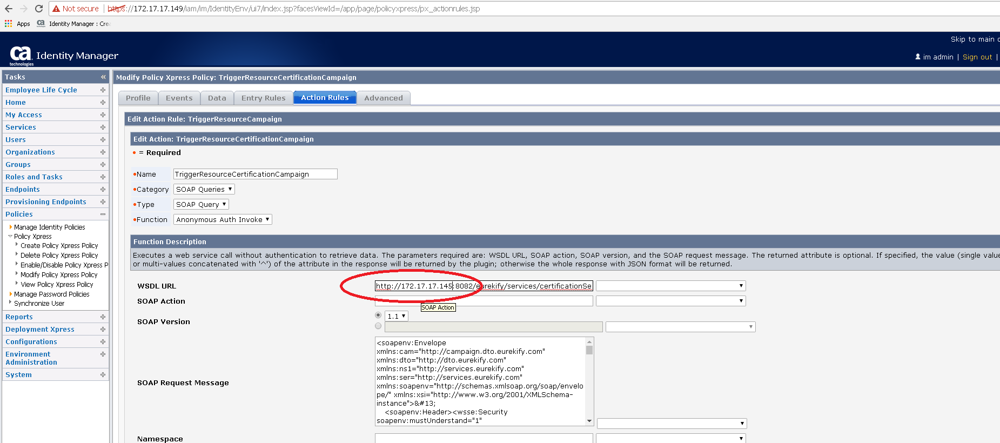 Not secure | https://172.17.17.149/iam/im/IdentityEnv/ui7/index.jsp?facesViewId=/app/page/policyxpress/px_actionrules.jsp
Apps
Identity Manager : Cre
Skip to main
ca technologies
Identity Manager
im admin | Sign out |
Tasks «
Employee Life Cycle
Home
My Access
Services
Users
Organizations
Groups
Roles and Tasks
Endpoints
Provisioning Endpoints
Policies
Manage Identity Policies
Policy Xpress
Create Policy Xpress Policy
Delete Policy Xpress Policy
Enable/Disable Policy Xpress P
Modify Policy Xpress Policy
View Policy Xpress Policy
Manage Password Policies
Synchronize User
Reports
Deployment Xpress
Configurations
Environment
Administration
System
Modify Policy Xpress Policy: TriggerResourceCertificationCampaign
Profile Events Data Entry Rules Action Rules Advanced
Edit Action Rule: TriggerResourceCampaign
Edit Action: TriggerResourceCertificationCampaign
• = Required
•Name TriggerResourceCertificationCampaign
•Category SOAP Queries
•Type SOAP Query
•Function Anonymous Auth Invoke
Function Description
Executes a web service call without authentication to retrieve data. The parameters required are: WSDL URL, SOAP action, SOAP version, and the SOAP request message. The returned attribute is optional. If specified, the value (single value
or multi-values concatenated with '^') of the attribute in the response will be returned by the plugin; otherwise the whole response with JSON format will be returned.
WSDL URL http://172.17.17.145:8082/eurekify/services/certificationSe
SOAP Action
SOAP Action
SOAP Version 1.1
SOAP Request Message
<soapenv:Envelope
xmlns:cam="http://campaign.dto.eurekify.com"
xmlns:dto="http://dto.eurekify.com"
xmlns:ns1="http://services.eurekify.com"
xmlns:ser="http://services.eurekify.com"
xmlns:soapenv="http://schemas.xmlsoap.org/soap/envelo
pe/" xmlns:xsi="http://www.w3.org/2001/XMLSchema-
instance">&#13;
<soapenv:Header><wsse:Security
soapenv:mustUnderstand="1"
Namespace